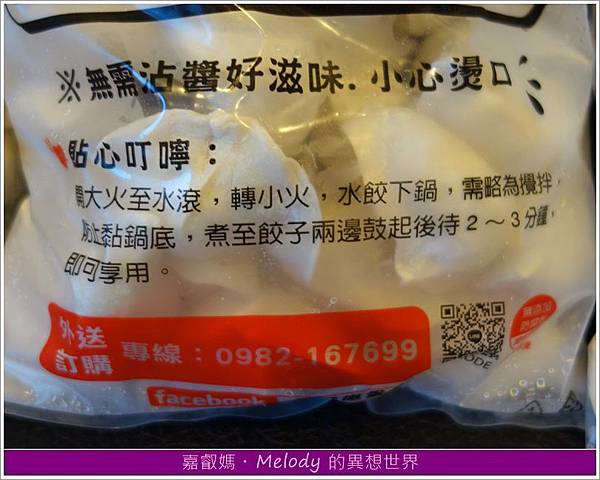 ※無需沾醬好滋味. 小心燙口
貼心叮嚀：
開大火至水滾，轉小火，水餃下鍋，需略為攪拌，
防止黏鍋底，煮至餃子兩邊鼓起後待2～3分鐘，
即可享用。
外送
訂購
專線：0982-167699
無添加
facebook
嘉叡媽・Melody 的異想世界